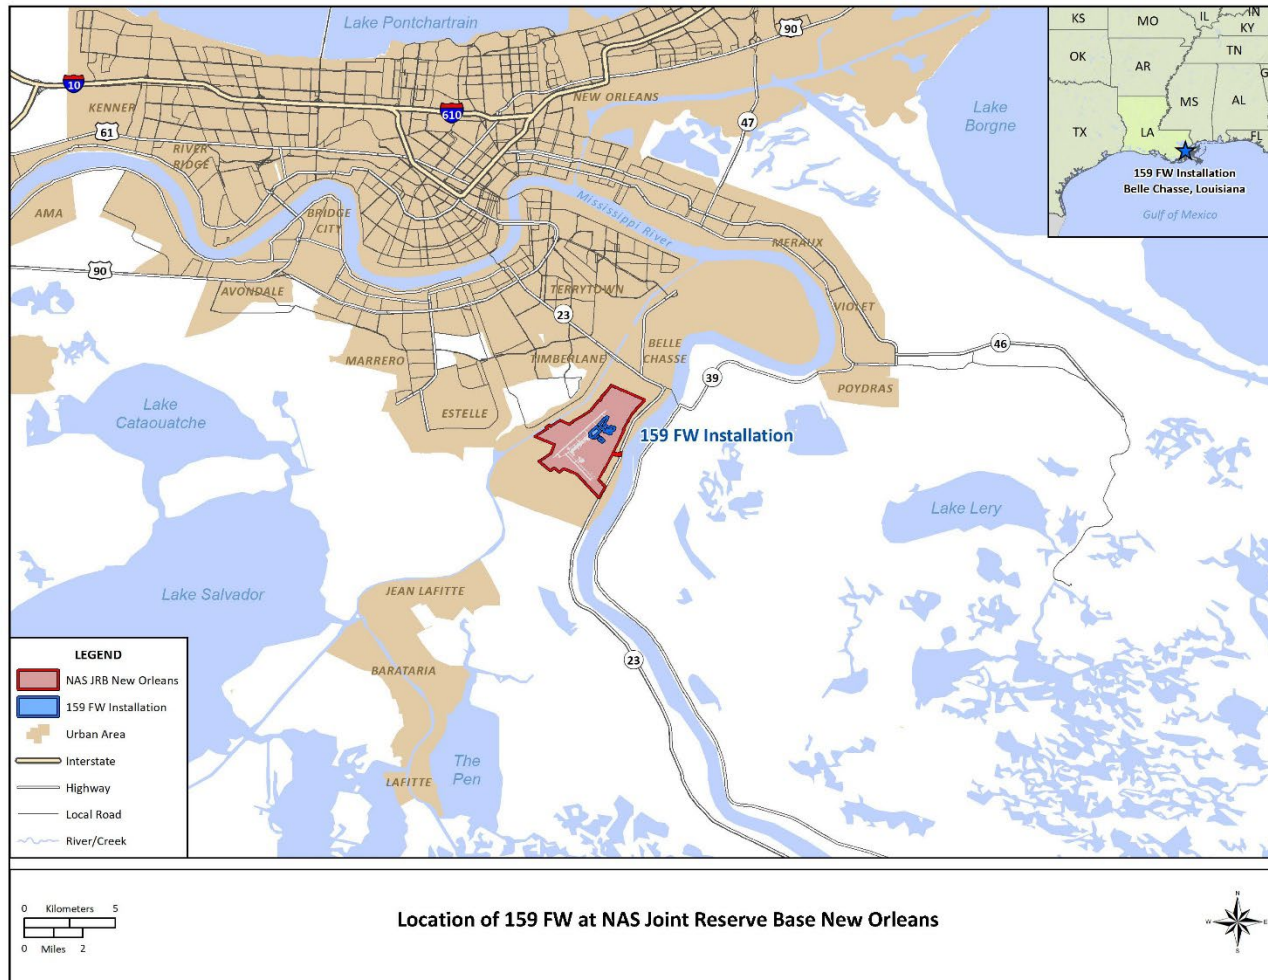 Lake Pontchartrain
90
10
KENNER
610
NEW ORLEANS
47
61
RIVER
RIDGE
Lake
Borgne
AMA
BRIDGE
CITY
Mississippi River
MERAUX
90
AVONDALE
TERRYTOWN
23
VIOLET
MARRERO
TIMBERLANE
BELLE
CHASSE
46
39
POYDRAS
Lake
Cataouatche
ESTELLE
159 FW Installation
Lake Lery
Lake Salvador
JEAN LAFITTE
23
BARATARIA
The
Pen
LAFITTE
KS
MO
IL
IN
KY
OK
AR
TN
G
TX
LA
MS
AL
FL
159 FW Installation
Belle Chasse, Louisiana
Gulf of Mexico
LEGEND
NAS JRB New Orleans
159 FW Installation
Urban Area
Interstate
Highway
Local Road
River/Creek
0 Kilometers 5
0 Miles 2
Location of 159 FW at NAS Joint Reserve Base New Orleans
N
W E
S